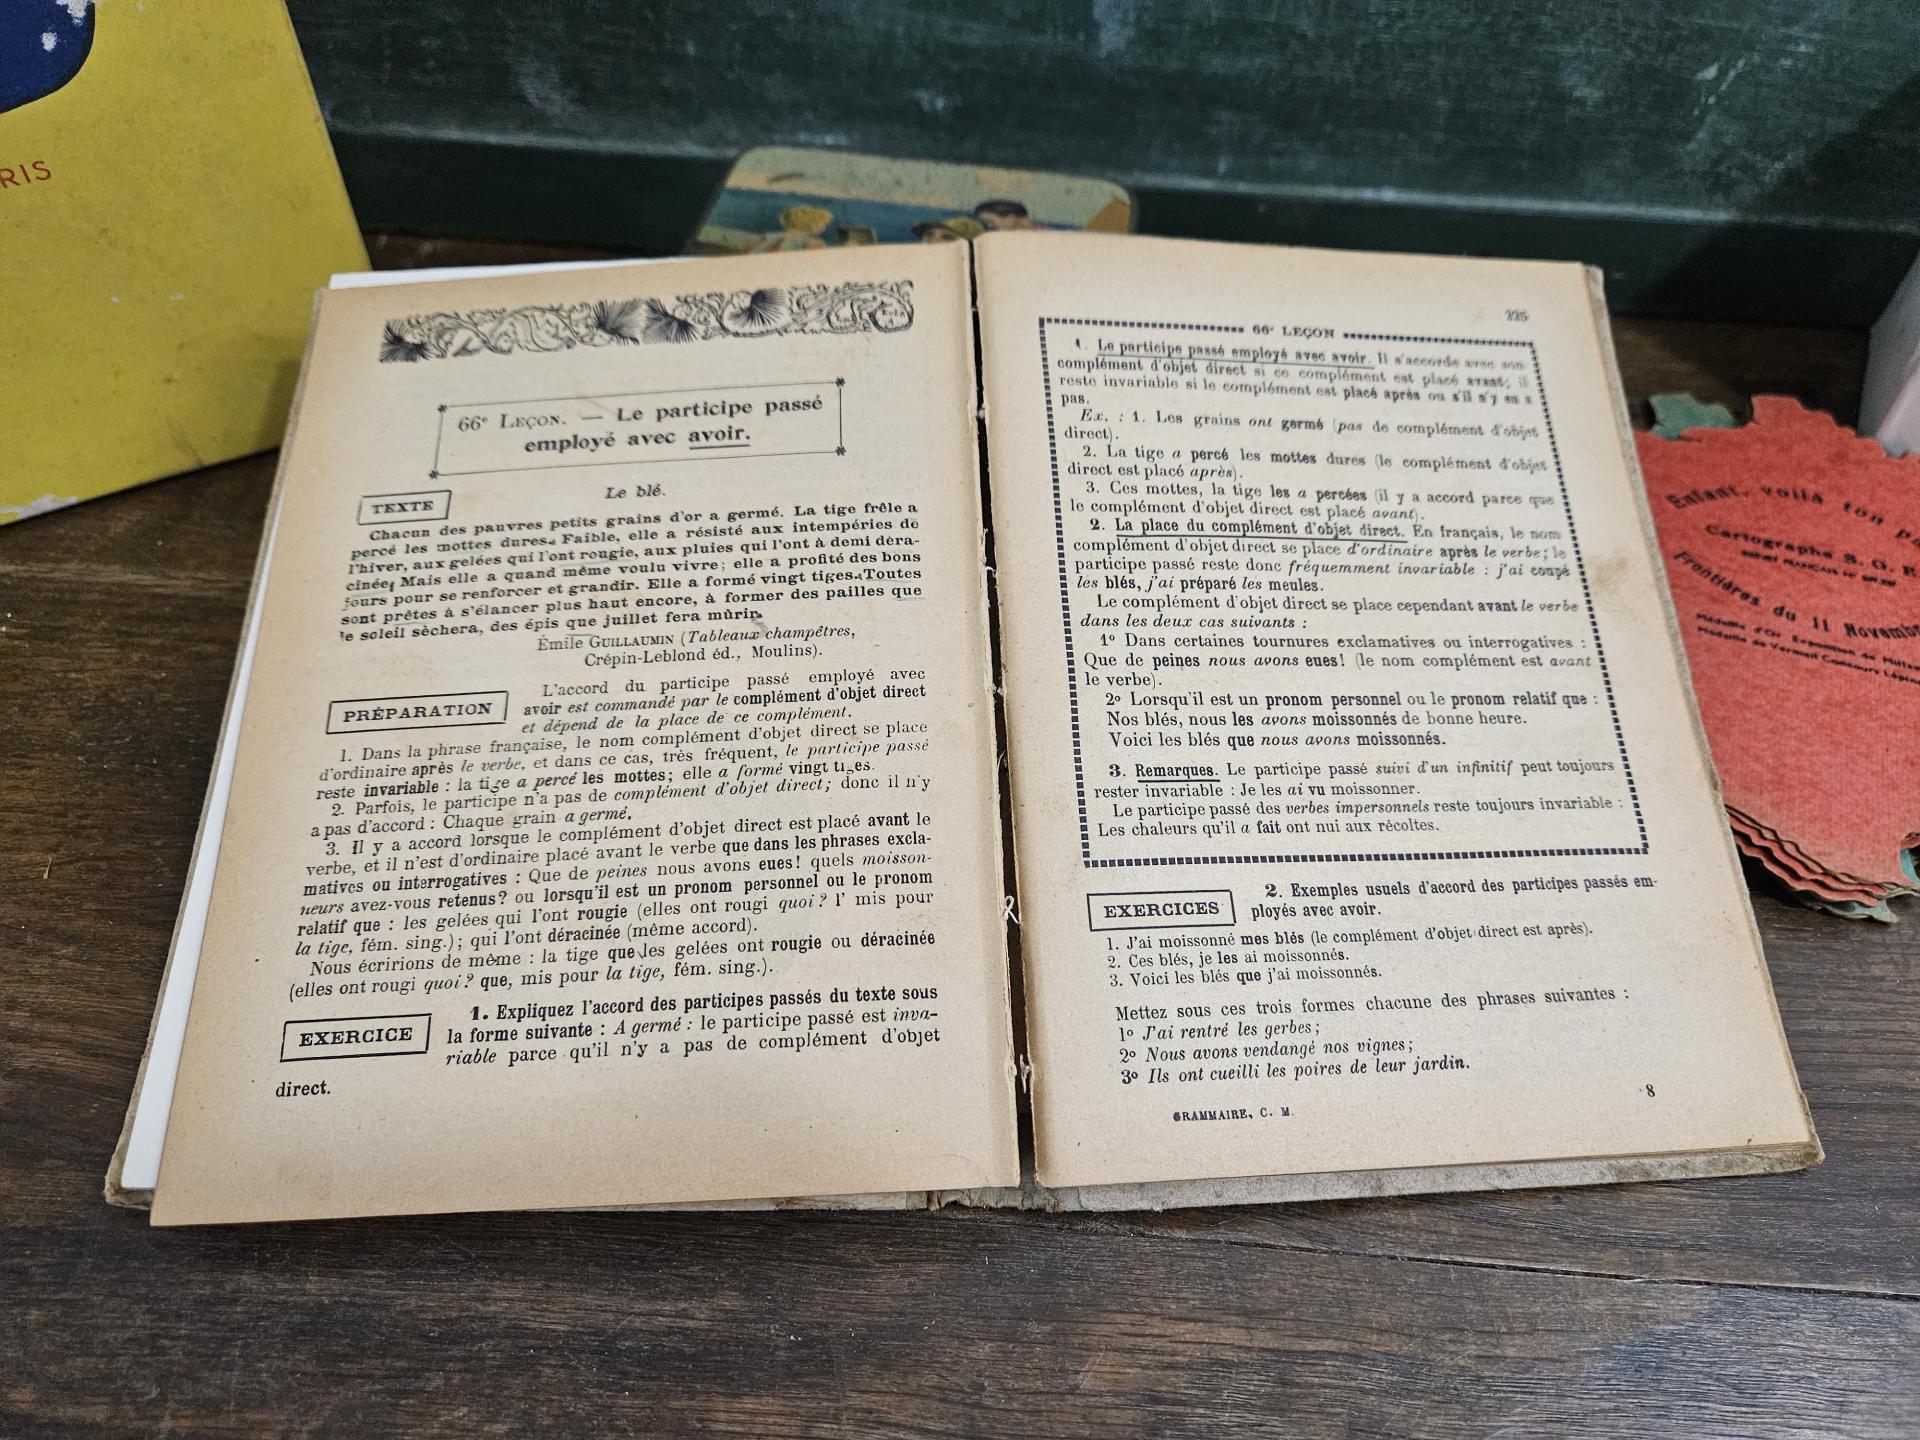 RIS
66e LEÇON. — Le participe passé
employé avec avoir.
TEXTE
Le blé.
Chacun des pauvres petits grains d'or a germé. La tige frêle a
percé les mottes dures. Faible, elle a résisté aux intempéries de
l'hiver, aux gelées qui l'ont rougie, aux pluies qui l'ont à demi déra-
cinée; Mais elle a quand même voulu vivre; elle a profité des bons
jours pour se renforcer et grandir. Elle a formé vingt tiges. Toutes
sont prêtes à s'élancer plus haut encore, à former des pailles que
le soleil sèchera, des épis que juillet fera mûrir.
Émile GUILLAUMIN (Tableaux champêtres,
Crépin-Leblond éd., Moulins).
PRÉPARATION
L'accord du participe passé employé avec
avoir est commandé par le complément d'objet direct
et dépend de la place de ce complément.
1. Dans la phrase française, le nom complément d'objet direct se place
d'ordinaire après le verbe, et dans ce cas, très fréquent, le participe passé
reste invariable : la tige a percé les mottes; elle a formé vingt tiges.
2. Parfois, le participe n'a pas de complément d'objet direct; donc il n'y
a pas d'accord : Chaque grain a germé.
3. Il y a accord lorsque le complément d'objet direct est placé avant le
verbe, et il n'est d'ordinaire placé avant le verbe que dans les phrases excla-
matives ou interrogatives : Que de peines nous avons eues! quels moisson-
neurs avez-vous retenus? ou lorsqu'il est un pronom personnel ou le pronom
relatif que : les gelées qui l'ont rougie (elles ont rougi quoi? l' mis pour
la tige, fém. sing.); qui l'ont déracinée (même accord).
Nous écririons de même : la tige que les gelées ont rougie ou déracinée
(elles ont rougi quoi? que, mis pour la tige, fém. sing.).
EXERCICE
1. Expliquez l'accord des participes passés du texte sous
la forme suivante : A germé : le participe passé est inva-
riable parce qu'il n'y a pas de complément d'objet
direct.
225
66e LEÇON
1. Le participe passé employé avec avoir. Il s'accorde avec son
complément d'objet direct si ce complément est placé avant; il
reste invariable si le complément est placé après ou s'il n'y en a
pas.
Ex. : 1. Les grains ont germé (pas de complément d'objet
direct).
2. La tige a percé les mottes dures (le complément d'objet
direct est placé après).
3. Ces mottes, la tige les a percées (il y a accord parce que
le complément d'objet direct est placé avant).
2. La place du complément d'objet direct. En français, le nom
complément d'objet direct se place d'ordinaire après le verbe; le
participe passé reste donc fréquemment invariable : j'ai coupé
les blés, j'ai préparé les meules.
Le complément d'objet direct se place cependant avant le verbe
dans les deux cas suivants :
1° Dans certaines tournures exclamatives ou interrogatives :
Que de peines nous avons eues! (le nom complément est avant
le verbe).
2° Lorsqu'il est un pronom personnel ou le pronom relatif que :
Nos blés, nous les avons moissonnés de bonne heure.
Voici les blés que nous avons moissonnés.
3. Remarques. Le participe passé suivi d'un infinitif peut toujours
rester invariable : Je les ai vu moissonner.
Le participe passé des verbes impersonnels reste toujours invariable :
Les chaleurs qu'il a fait ont nui aux récoltes.
EXERCICES
2. Exemples usuels d'accord des participes passés em-
ployés avec avoir.
1. J'ai moissonné mes blés (le complément d'objet direct est après).
2. Ces blés, je les ai moissonnés.
3. Voici les blés que j'ai moissonnés.
Mettez sous ces trois formes chacune des phrases suivantes :
1° J'ai rentré les gerbes;
2° Nous avons vendangé nos vignes;
3° Ils ont cueilli les poires de leur jardin.
GRAMMAIRE, C. M.
8
Enfant, voilà ton
Cartographe S. G. E
Frontières du 11 Novembre